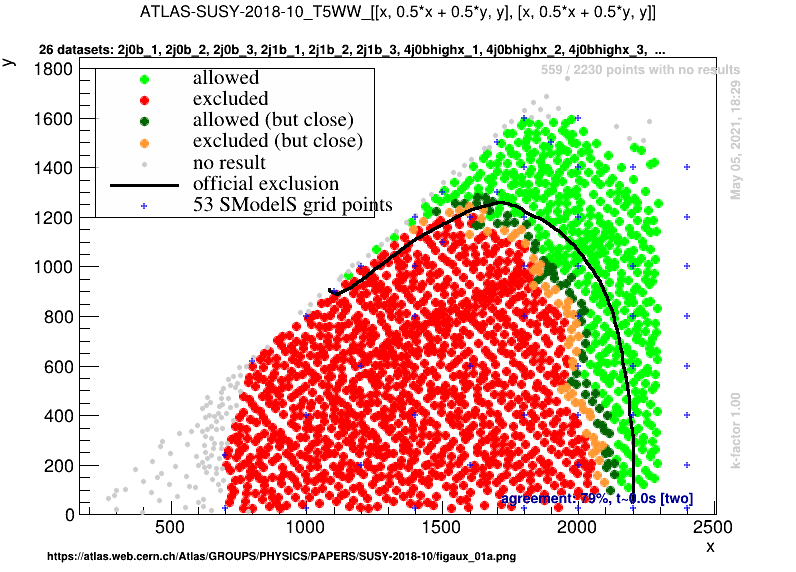 ATLAS-SUSY-2018-10_T5WW_[[x, 0.5*x + 0.5*y, y], [x, 0.5*x + 0.5*y, y]]
26 datasets: 2j0b_1, 2j0b_2, 2j0b_3, 2j1b_1, 2j1b_2, 2j1b_3, 4j0bhighx_1, 4j0bhighx_2, 4j0bhighx_3, ...
y
559 / 2230 points with no results
allowed
excluded
allowed (but close)
excluded (but close)
no result
official exclusion
53 SModelS grid points
May 05, 2021, 18:29
k-factor 1.00
1800
1600
1400
1200
1000
800
600
400
200
0
agreement: 79%, t~0.0s [two]
500
1000
1500
2000
2500
x
https://atlas.web.cern.ch/Atlas/GROUPS/PHYSICS/PAPERS/SUSY-2018-10/figaux_01a.png